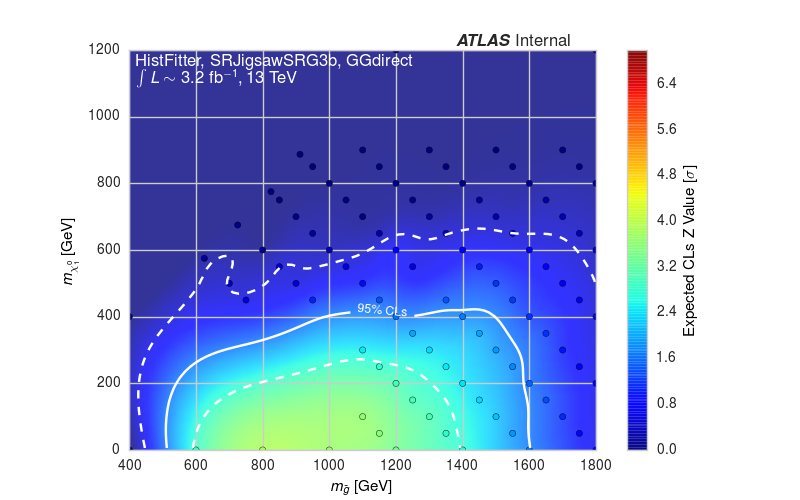 ATLAS Internal
HistFitter, SRJigsawSRG3b, GGdirect
∫ L ∼ 3.2 fb⁻¹, 13 TeV
1200
1000
800
600
400
200
0
m_χ̃₁⁰ [GeV]
95% CLs
400 600 800 1000 1200 1400 1600 1800
m_g̃ [GeV]
6.4
5.6
4.8
4.0
3.2
2.4
1.6
0.8
0.0
Expected CLs Z Value [σ]